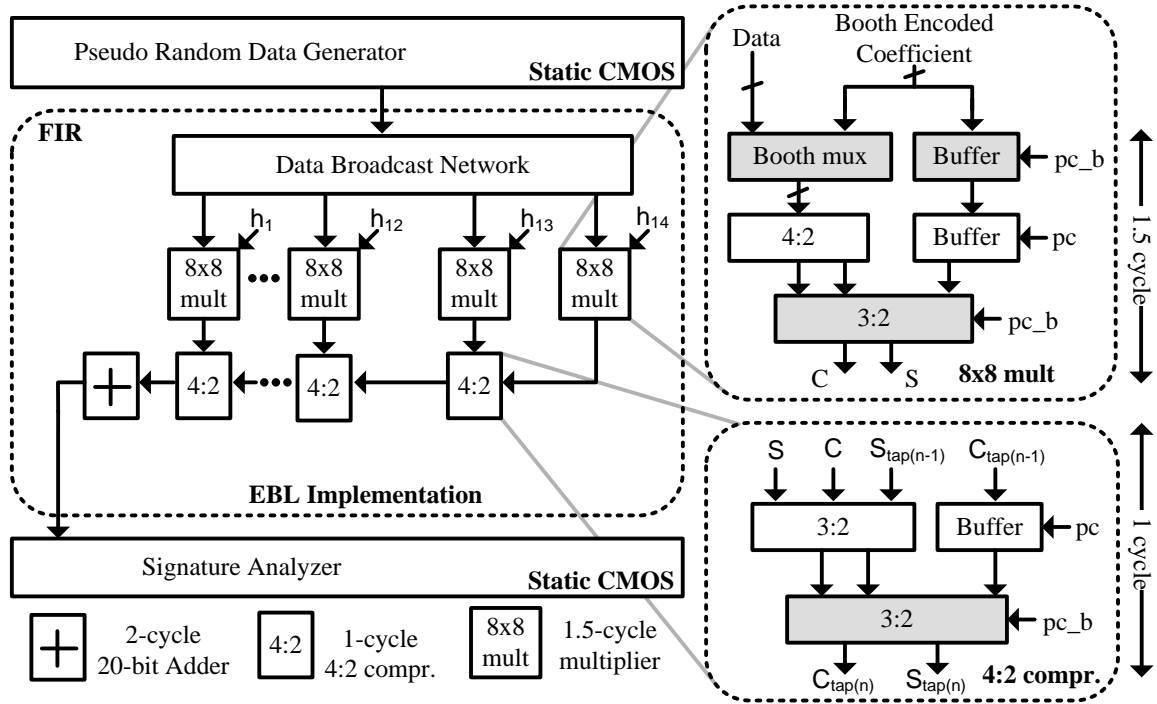 Pseudo Random Data Generator
Static CMOS
FIR
Data Broadcast Network
h1
h12
h13
h14
8x8
mult
8x8
mult
8x8
mult
8x8
mult
+
4:2
4:2
4:2
EBL Implementation
Signature Analyzer
Static CMOS
+
2-cycle
20-bit Adder
4:2
1-cycle
4:2 compr.
8x8
mult
1.5-cycle
multiplier
Data
Booth Encoded
Coefficient
Booth mux
Buffer
pc_b
4:2
Buffer
pc
3:2
pc_b
C
S
8x8 mult
1.5 cycle
S
C
Stap(n-1)
Ctap(n-1)
3:2
Buffer
pc
3:2
pc_b
Ctap(n)
Stap(n)
4:2 compr.
1 cycle